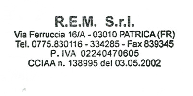 R.E.M. S.r.l.
Via Ferruccia 16/A - 03010 PATRICA (FR)
Tel. 0775.830116 - 334285 - Fax 839345
P. IVA 02240470605
CCIAA n. 138995 del 03.05.2002